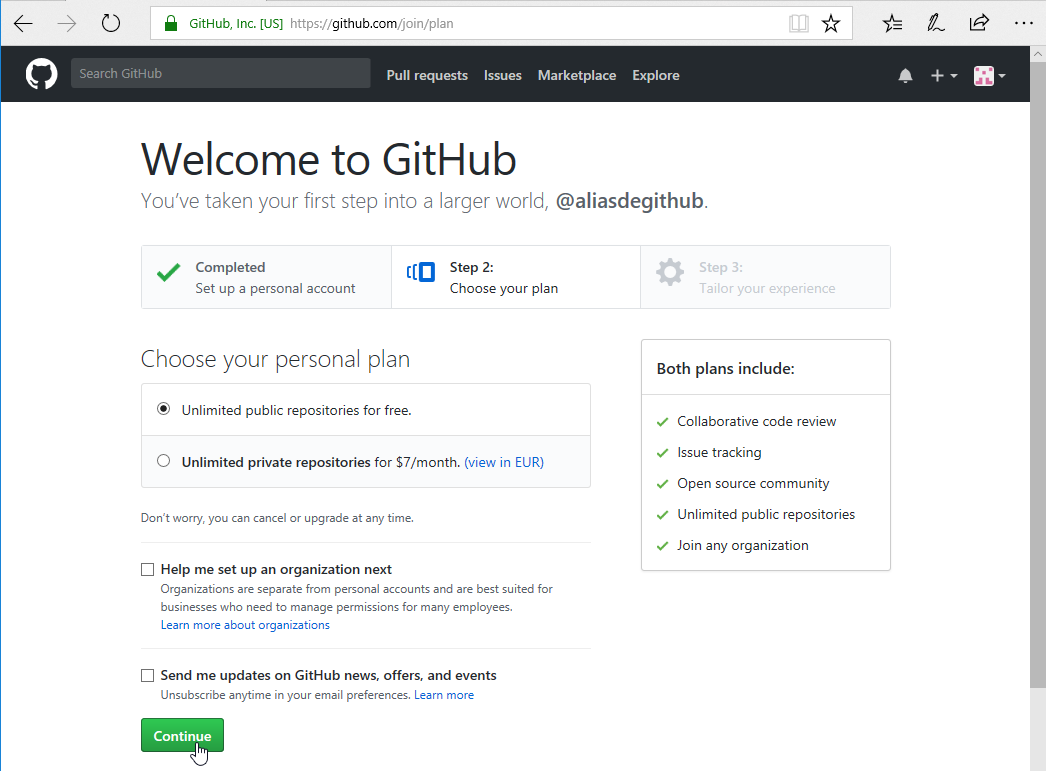 GitHub, Inc. [US] https://github.com/join/plan
Search GitHub
Pull requests Issues Marketplace Explore
Welcome to GitHub
You’ve taken your first step into a larger world, @aliasdegithub.
Completed
Set up a personal account
Step 2:
Choose your plan
Step 3:
Tailor your experience
Choose your personal plan
Unlimited public repositories for free.
Unlimited private repositories for $7/month. (view in EUR)
Don’t worry, you can cancel or upgrade at any time.
Help me set up an organization next
Organizations are separate from personal accounts and are best suited for
businesses who need to manage permissions for many employees.
Learn more about organizations
Send me updates on GitHub news, offers, and events
Unsubscribe anytime in your email preferences. Learn more
Continue
Both plans include:
Collaborative code review
Issue tracking
Open source community
Unlimited public repositories
Join any organization